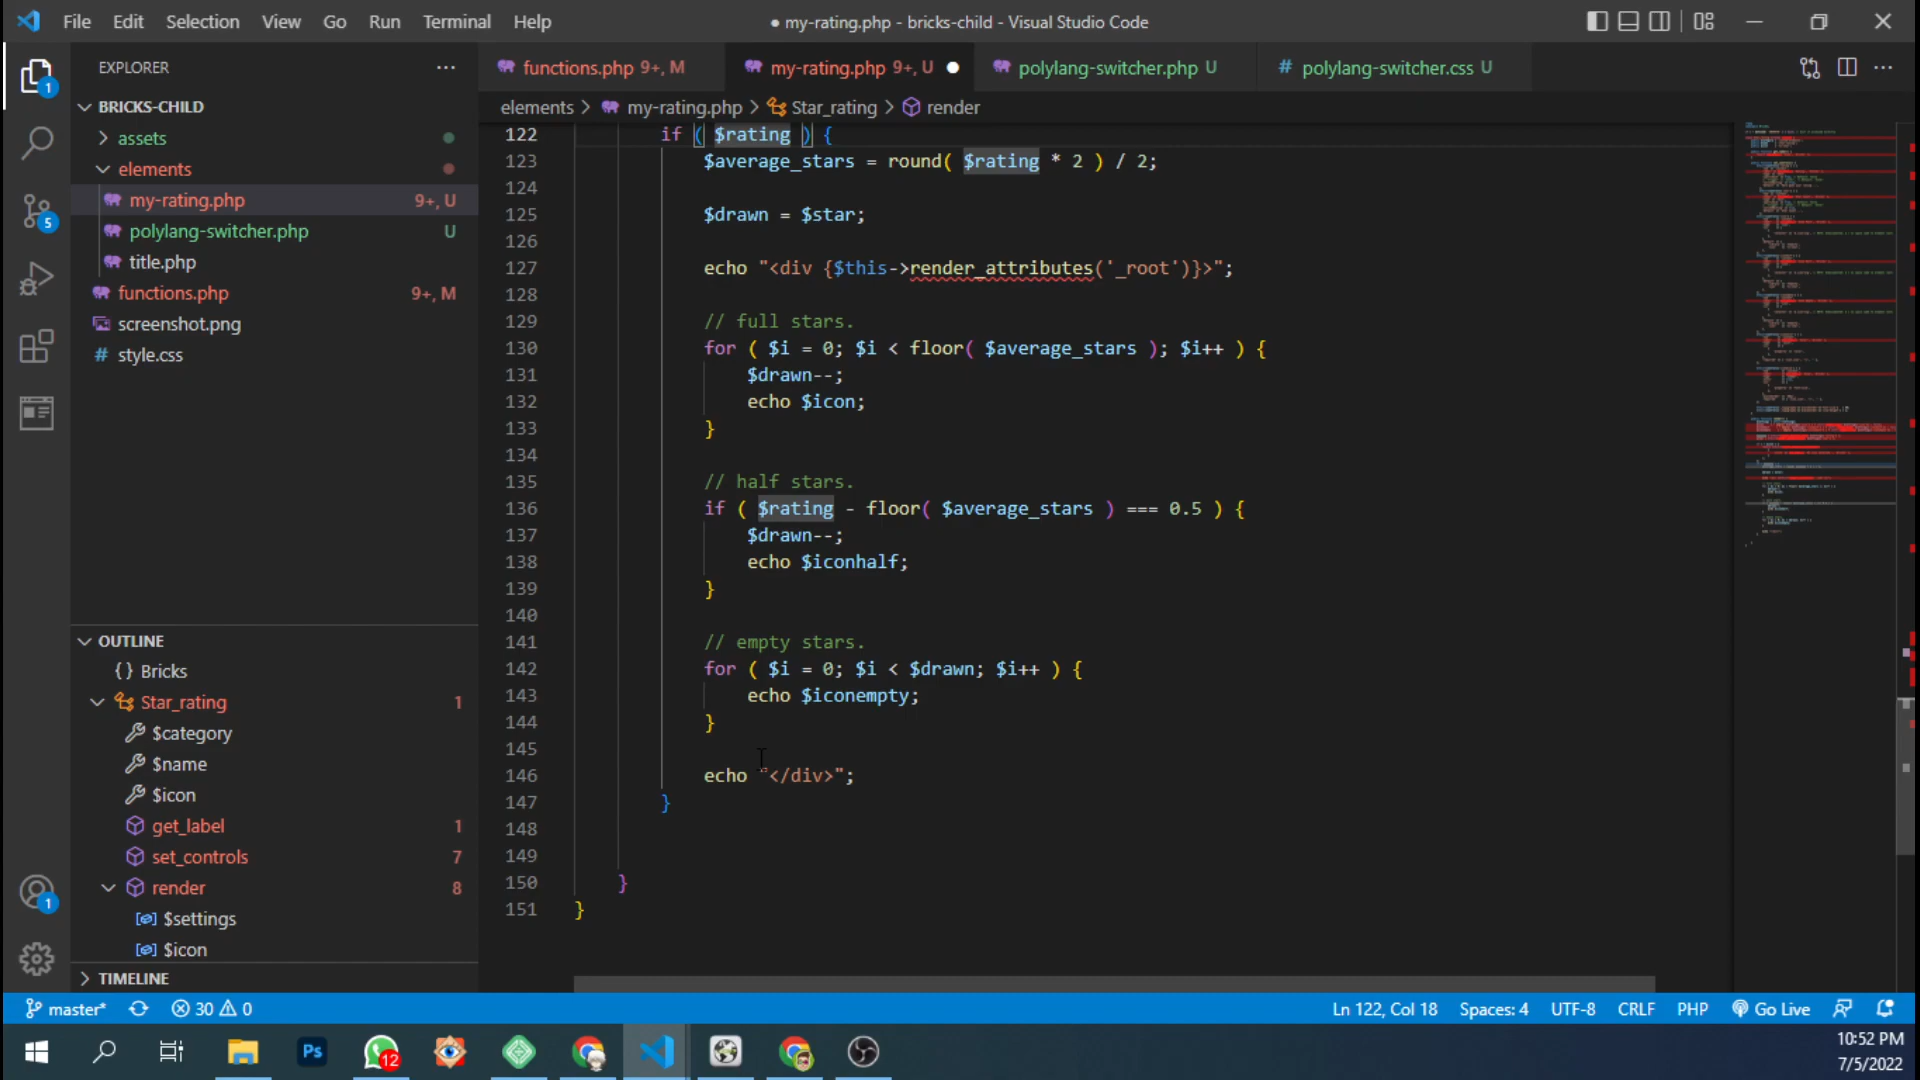 File Edit Selection View Go Run Terminal Help
● my-rating.php - bricks-child - Visual Studio Code
EXPLORER
functions.php 9+, M
my-rating.php 9+, U
polylang-switcher.php U
# polylang-switcher.css U
BRICKS-CHILD
elements > my-rating.php > Star_rating > render
assets
elements
my-rating.php 9+, U
polylang-switcher.php U
title.php
functions.php 9+, M
screenshot.png
# style.css
122 if ( $rating ) {
123 $average_stars = round( $rating * 2 ) / 2;
124
125 $drawn = $star;
126
127 echo "<div {$this->render_attributes('_root')}>";
128
129 // full stars.
130 for ( $i = 0; $i < floor( $average_stars ); $i++ ) {
131 $drawn--;
132 echo $icon;
133 }
134
135 // half stars.
136 if ( $rating - floor( $average_stars ) === 0.5 ) {
137 $drawn--;
138 echo $iconhalf;
139 }
140
141 // empty stars.
142 for ( $i = 0; $i < $drawn; $i++ ) {
143 echo $iconempty;
144 }
145
146 echo "</div>";
147 }
148
149
150 }
151 }
OUTLINE
{} Bricks
Star_rating 1
$category
$name
$icon
get_label 1
set_controls 7
render 8
$settings
$icon
TIMELINE
1
5
1
master* 30 0
Ln 122, Col 18 Spaces: 4 UTF-8 CRLF PHP Go Live
Ps
12
10:52 PM
7/5/2022